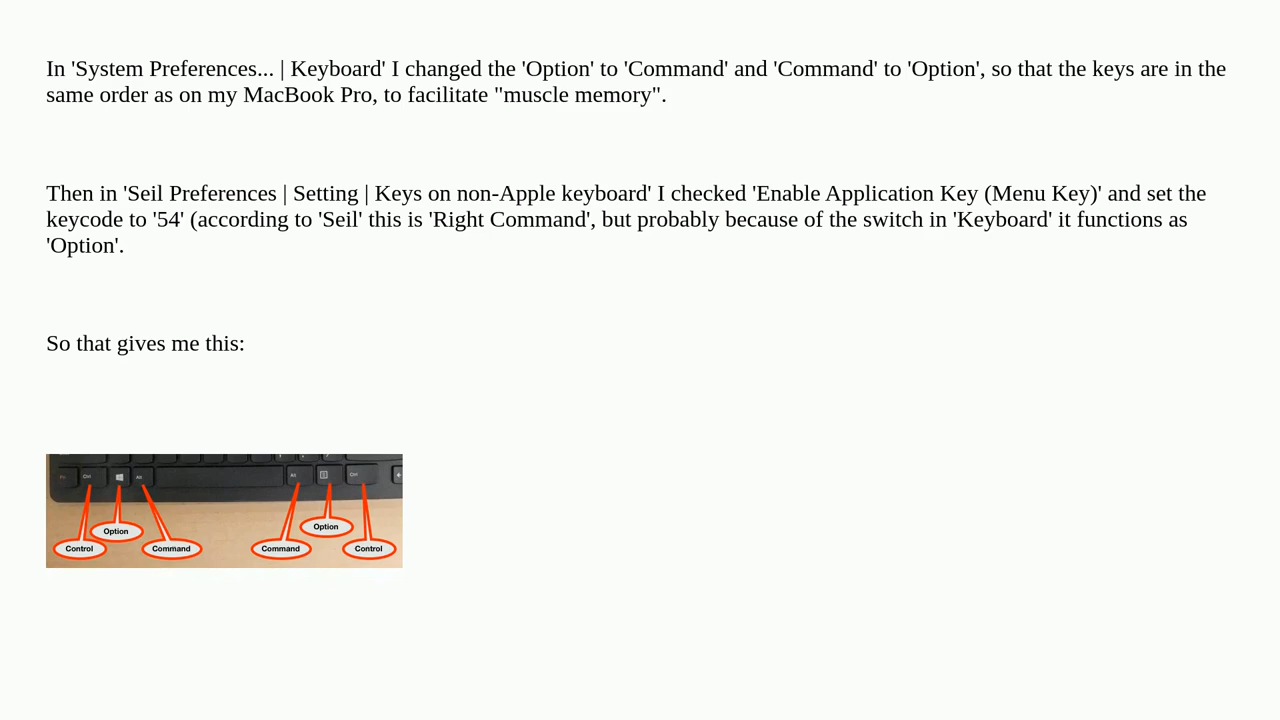 In 'System Preferences... | Keyboard' I changed the 'Option' to 'Command' and 'Command' to 'Option', so that the keys are in the
same order as on my MacBook Pro, to facilitate "muscle memory".
Then in 'Seil Preferences | Setting | Keys on non-Apple keyboard' I checked 'Enable Application Key (Menu Key)' and set the
keycode to '54' (according to 'Seil' this is 'Right Command', but probably because of the switch in 'Keyboard' it functions as
'Option'.
So that gives me this:
Fn Ctrl Alt Alt Ctrl
Option Option
Control Command Command Control